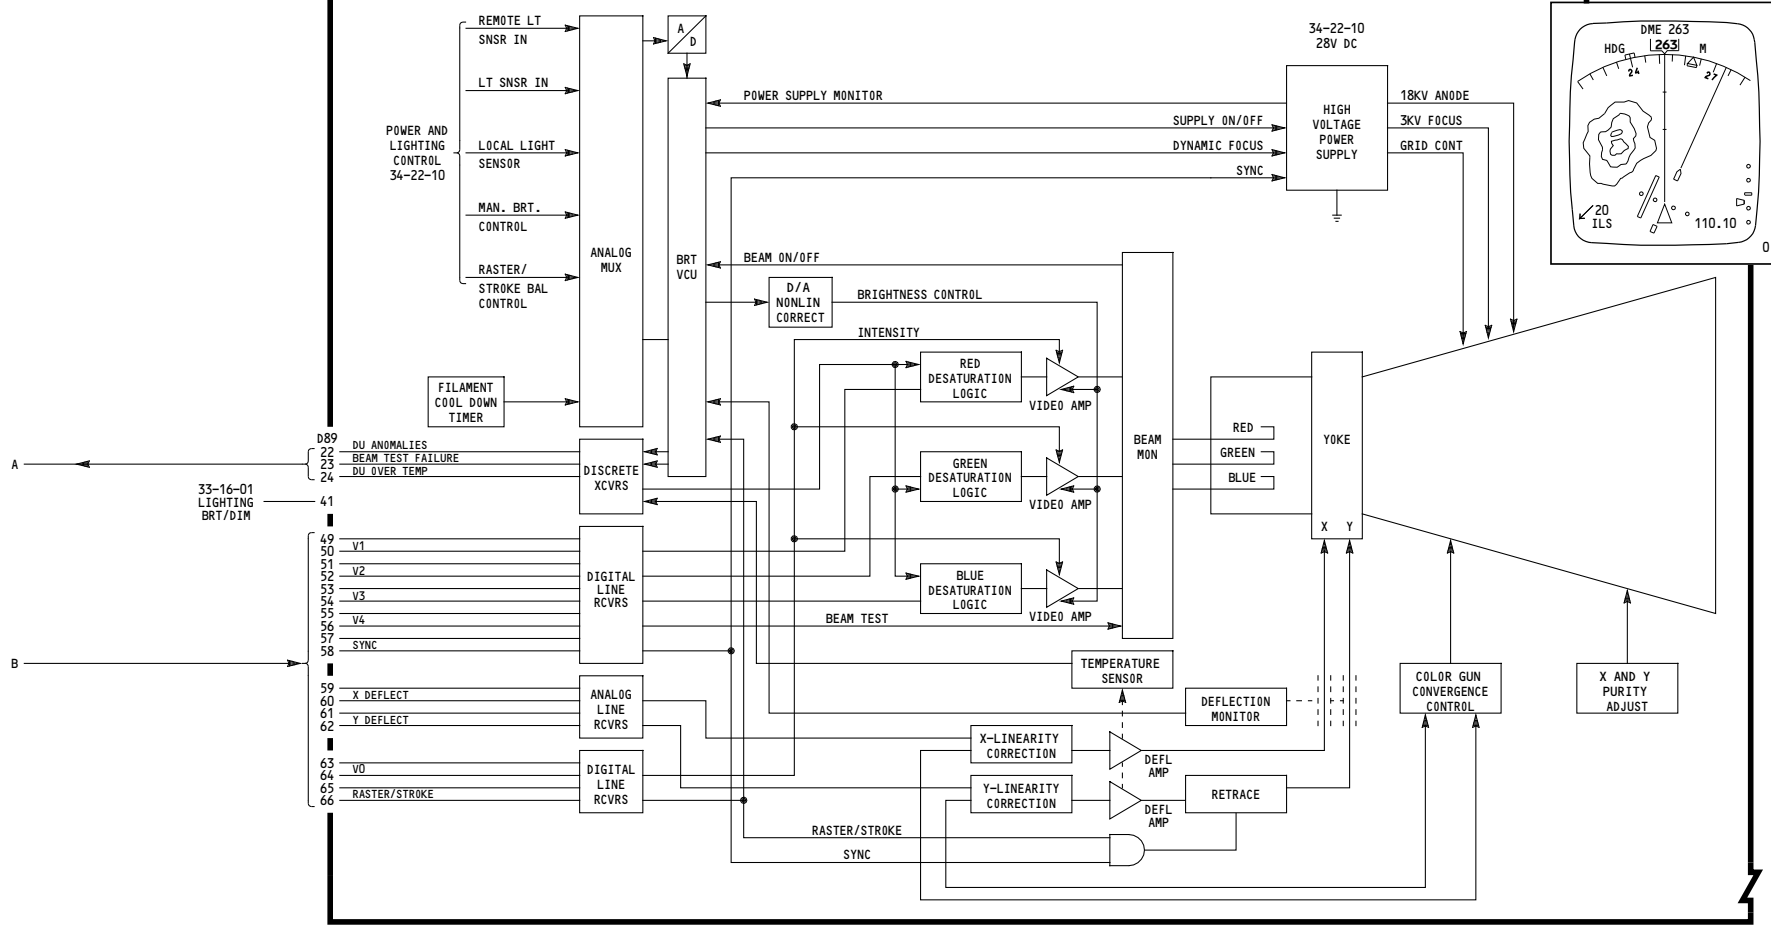 REMOTE LT
SNSR IN
LT SNSR IN
POWER AND
LIGHTING
CONTROL
34-22-10
LOCAL LIGHT
SENSOR
MAN. BRT.
CONTROL
RASTER/
STROKE BAL
CONTROL
ANALOG
MUX
A
D
BRT
VCU
POWER SUPPLY MONITOR
SUPPLY ON/OFF
DYNAMIC FOCUS
SYNC
34-22-10
28V DC
HIGH
VOLTAGE
POWER
SUPPLY
18KV ANODE
3KV FOCUS
GRID CONT
DME 263
HDG
263
M
24
27
20
ILS
110.10
0
BEAM ON/OFF
D/A
NONLIN
CORRECT
BRIGHTNESS CONTROL
INTENSITY
RED
DESATURATION
LOGIC
VIDEO AMP
GREEN
DESATURATION
LOGIC
VIDEO AMP
BLUE
DESATURATION
LOGIC
VIDEO AMP
BEAM
MON
RED
GREEN
BLUE
YOKE
X Y
FILAMENT
COOL DOWN
TIMER
D89
22 DU ANOMALIES
23 BEAM TEST FAILURE
24 DU OVER TEMP
A
DISCRETE
XCVRS
33-16-01
LIGHTING
BRT/DIM
41
49
50 V1
51
52 V2
53
54 V3
55
56 V4
57
58 SYNC
DIGITAL
LINE
RCVRS
BEAM TEST
B
59
60 X DEFLECT
61
62 Y DEFLECT
ANALOG
LINE
RCVRS
63
64 V0
65
66 RASTER/STROKE
DIGITAL
LINE
RCVRS
TEMPERATURE
SENSOR
DEFLECTION
MONITOR
COLOR GUN
CONVERGENCE
CONTROL
X AND Y
PURITY
ADJUST
X-LINEARITY
CORRECTION
DEFL
AMP
Y-LINEARITY
CORRECTION
DEFL
AMP
RETRACE
RASTER/STROKE
SYNC